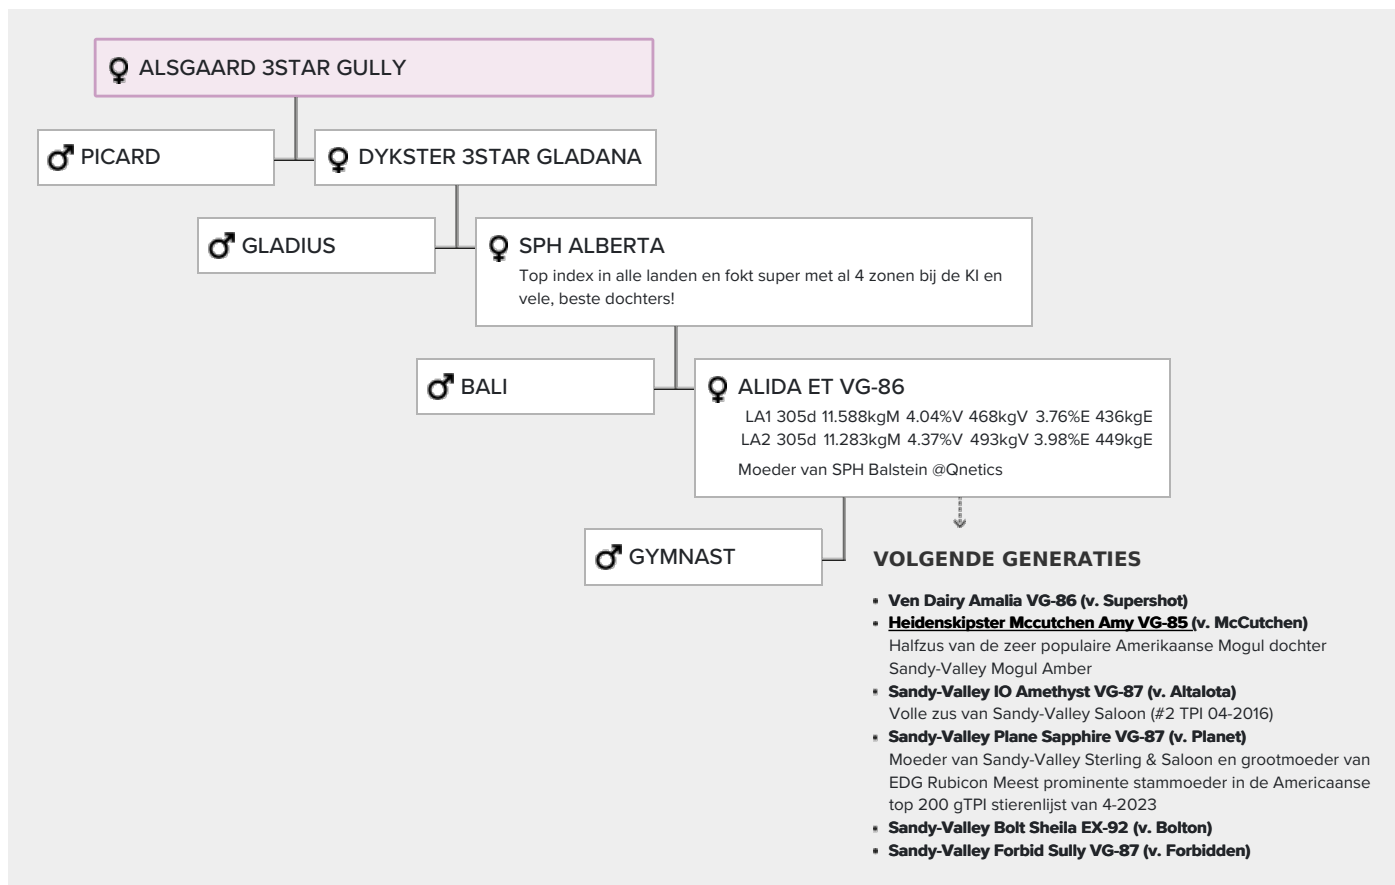 ALSGAARD 3STAR GULLY
PICARD
DYKSTER 3STAR GLADANA
GLADIUS
SPH ALBERTA
Top index in alle landen en fokt super met al 4 zonen bij de KI en
vele, beste dochters!
BALI
ALIDA ET VG-86
LA1 305d 11.588kgM 4.04%V 468kgV 3.76%E 436kgE
LA2 305d 11.283kgM 4.37%V 493kgV 3.98%E 449kgE
Moeder van SPH Balstein @Qnetics
GYMNAST
VOLGENDE GENERATIES
Ven Dairy Amalia VG-86 (v. Supershot)
Heidenskipster Mccutchen Amy VG-85 (v. McCutchen)
Halfzus van de zeer populaire Amerikaanse Mogul dochter
Sandy-Valley Mogul Amber
Sandy-Valley IO Amethyst VG-87 (v. Altalota)
Volle zus van Sandy-Valley Saloon (#2 TPI 04-2016)
Sandy-Valley Plane Sapphire VG-87 (v. Planet)
Moeder van Sandy-Valley Sterling & Saloon en grootmoeder van
EDG Rubicon Meest prominente stammoeder in de Americaanse
top 200 gTPI stierenlijst van 4-2023
Sandy-Valley Bolt Sheila EX-92 (v. Bolton)
Sandy-Valley Forbid Sully VG-87 (v. Forbidden)